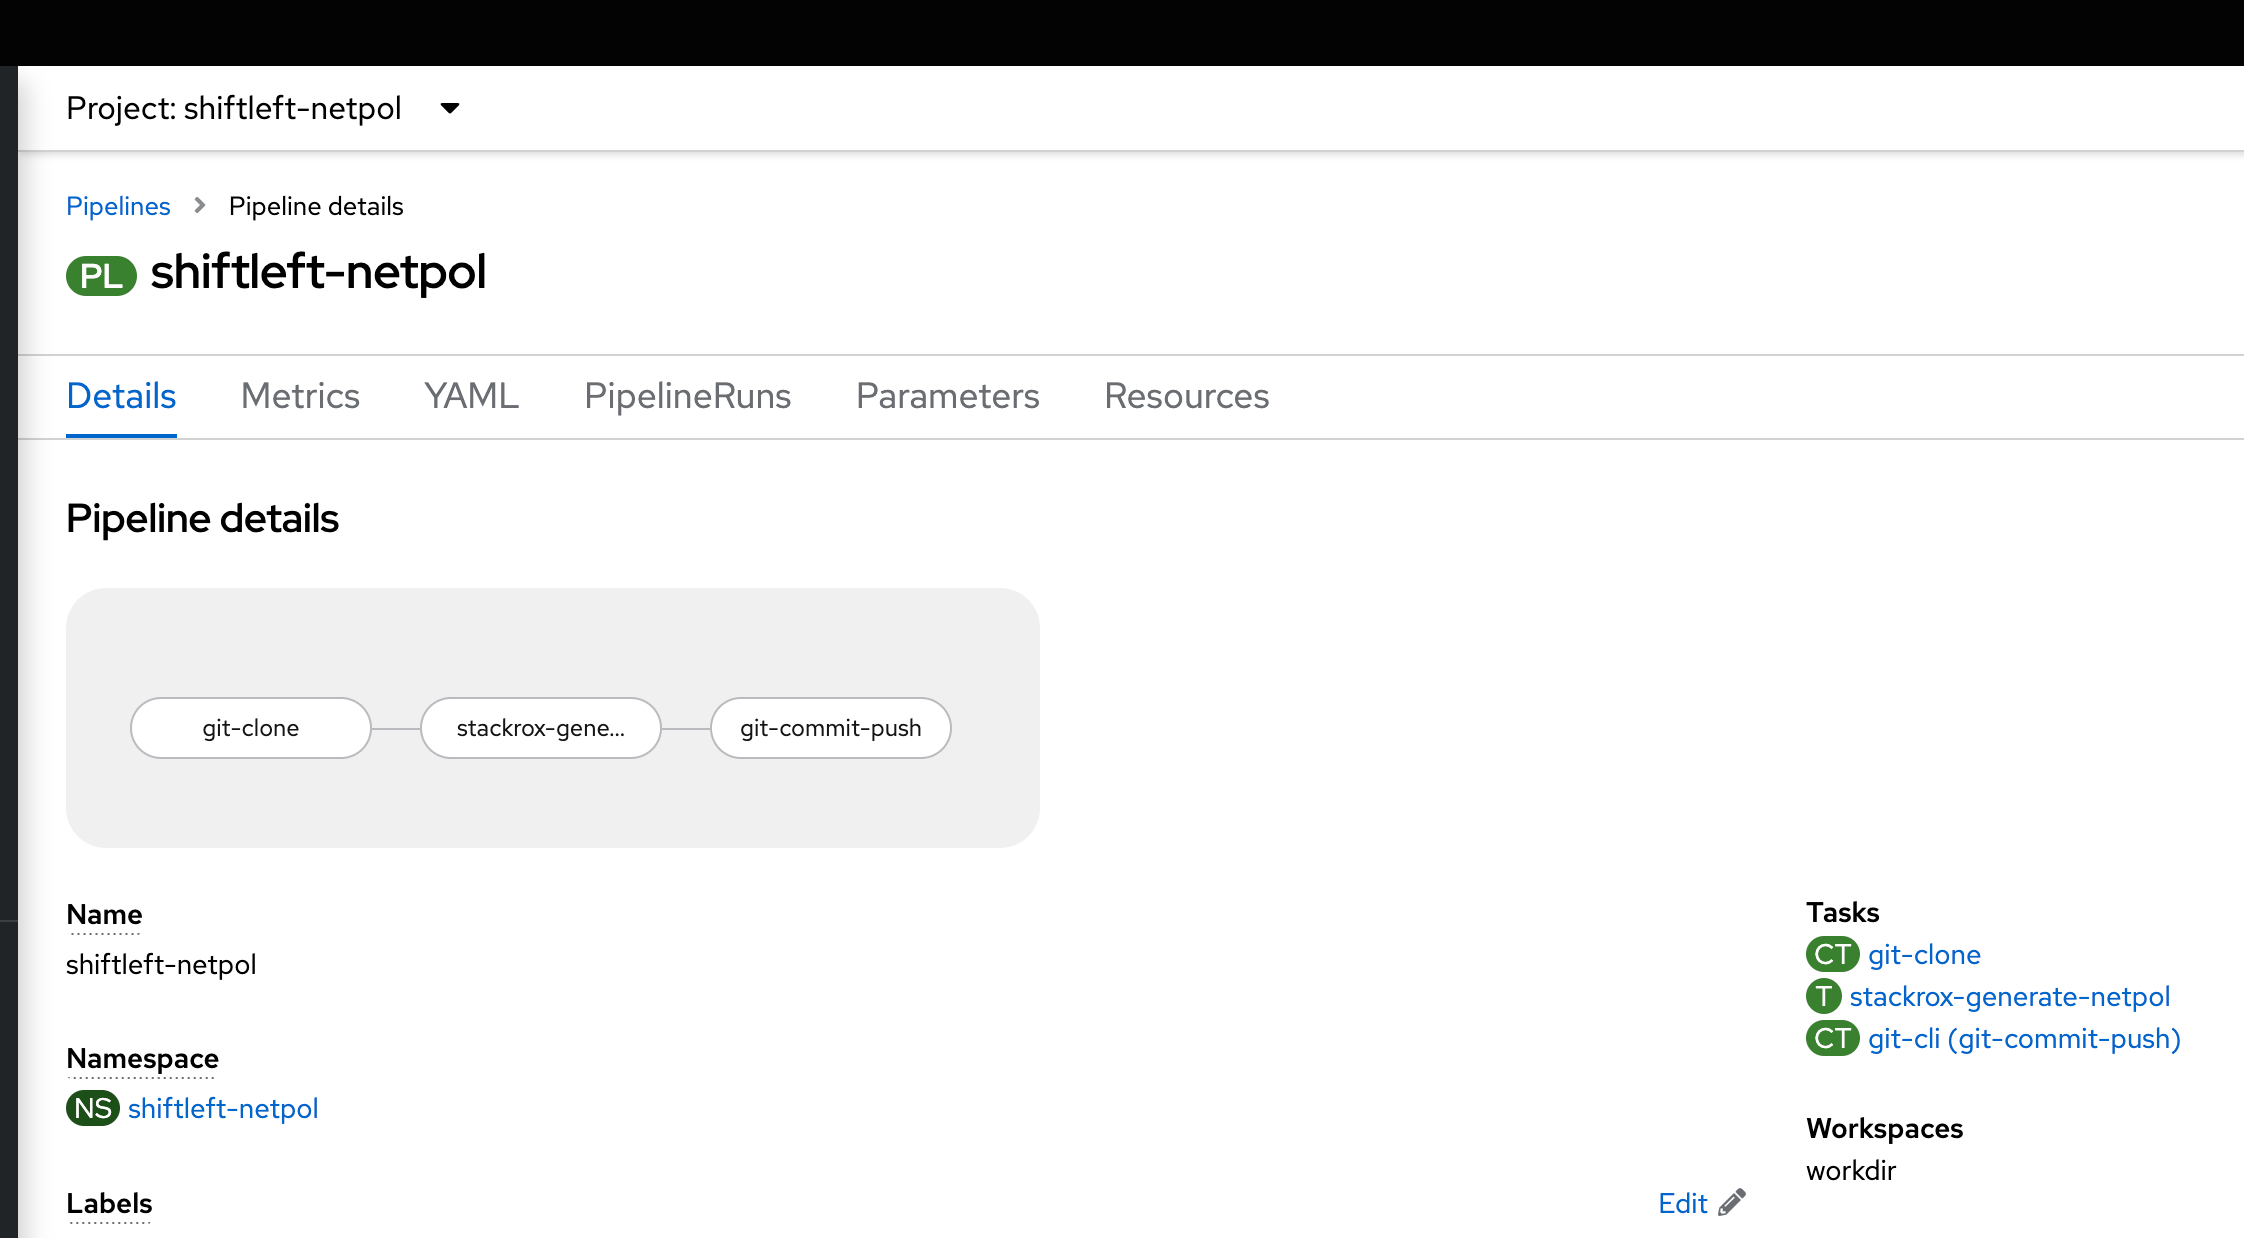 Project: shiftleft-netpol
Pipelines > Pipeline details
PL shiftleft-netpol
Details Metrics YAML PipelineRuns Parameters Resources
Pipeline details
git-clone stackrox-gene... git-commit-push
Name
shiftleft-netpol
Namespace
NS shiftleft-netpol
Labels
Edit
Tasks
CT git-clone
T stackrox-generate-netpol
CT git-cli (git-commit-push)
Workspaces
workdir